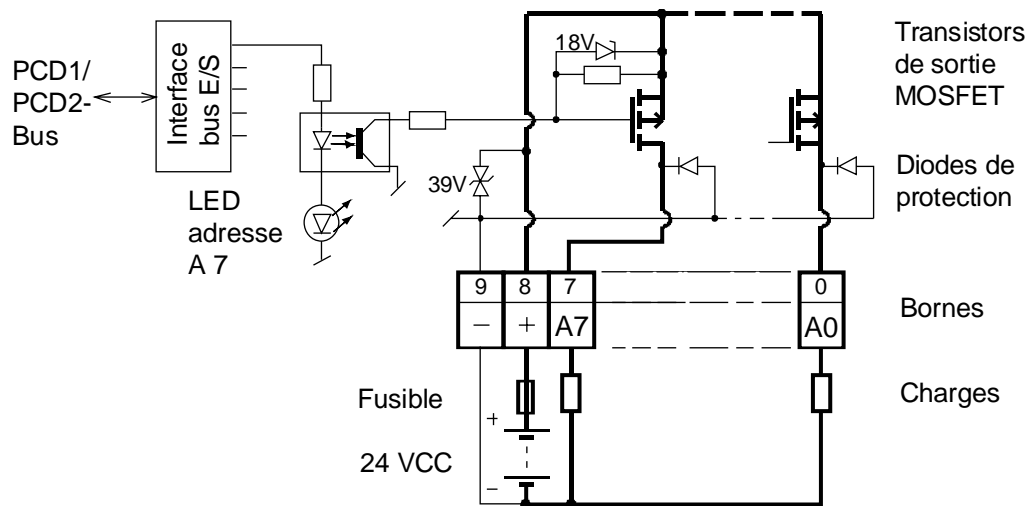 PCD1/
PCD2-
Bus
Interface
bus E/S
LED
adresse
A 7
18V
39V
Transistors
de sortie
MOSFET
Diodes de
protection
9 8 7 0
– + A7 A0
Bornes
Fusible
+
24 VCC
–
Charges